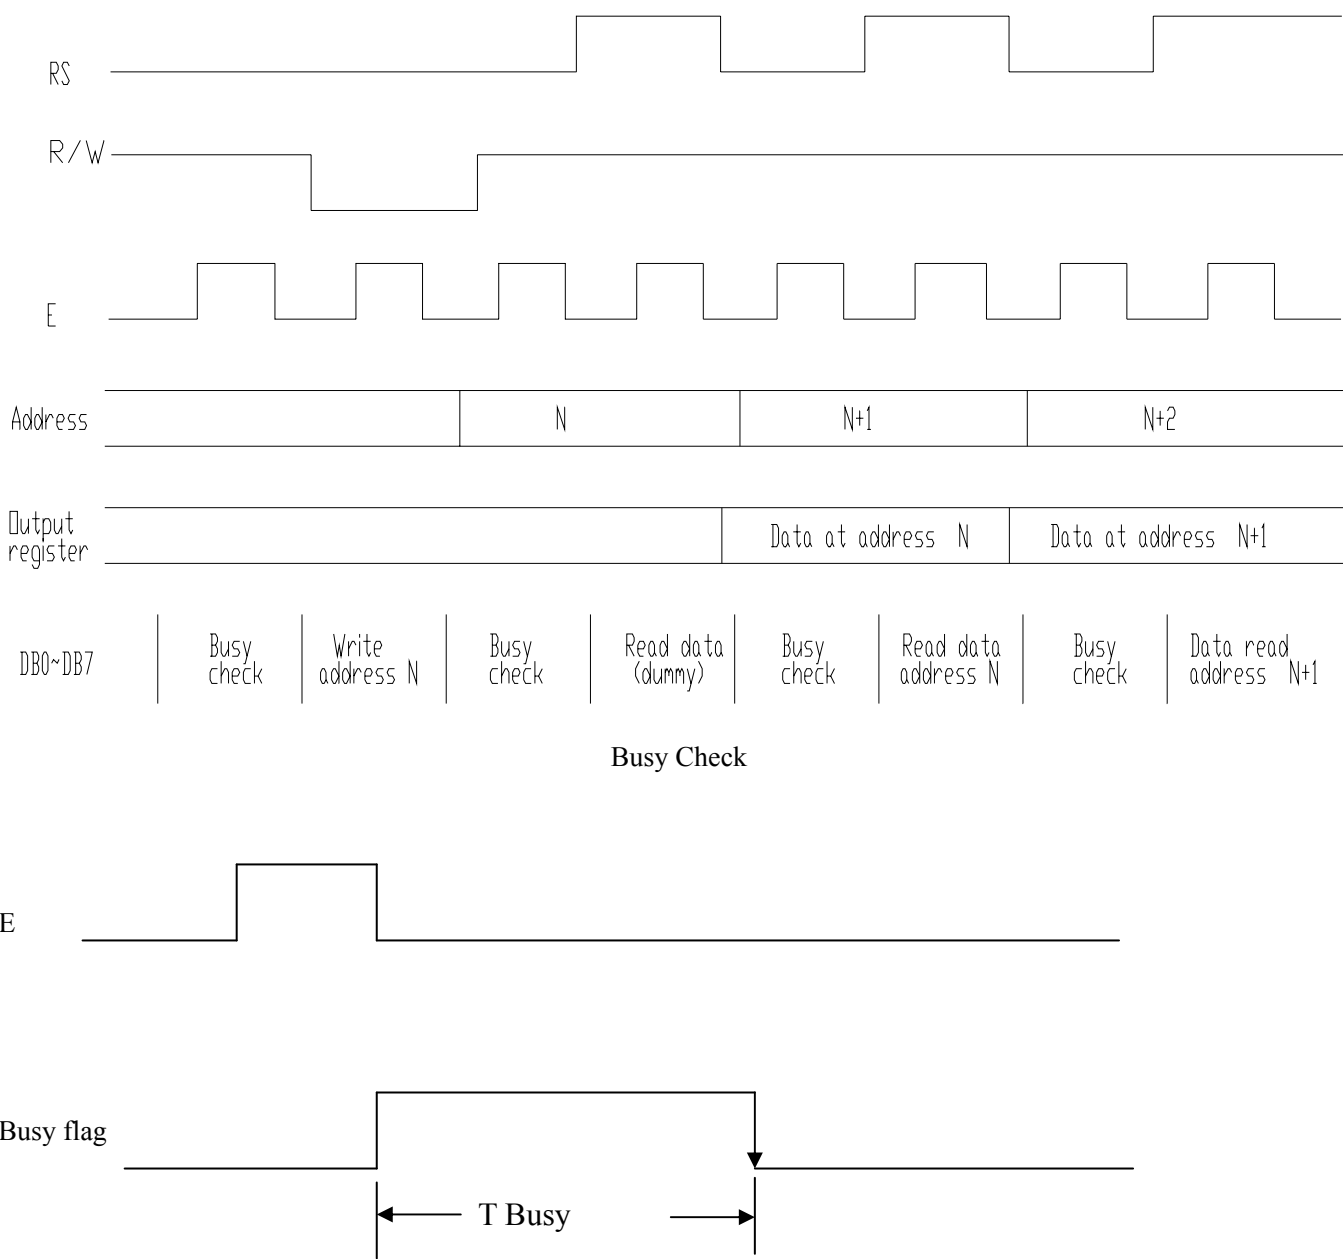 RS
R/W
E
Address
N
N+1
N+2
Output
register
Data at address N
Data at address N+1
DB0~DB7
Busy
check
Write
address N
Busy
check
Read data
(dummy)
Busy
check
Read data
address N
Busy
check
Data read
address N+1
Busy Check
E
Busy flag
T Busy